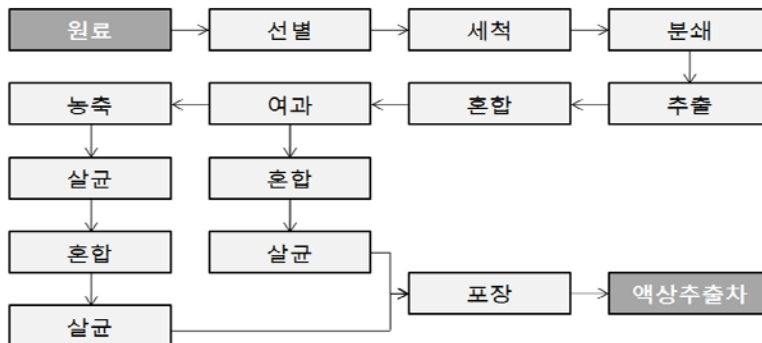 원료 선별 세척 분쇄
농축 여과 혼합 추출
살균 혼합
혼합 살균
포장 액상추출차
살균